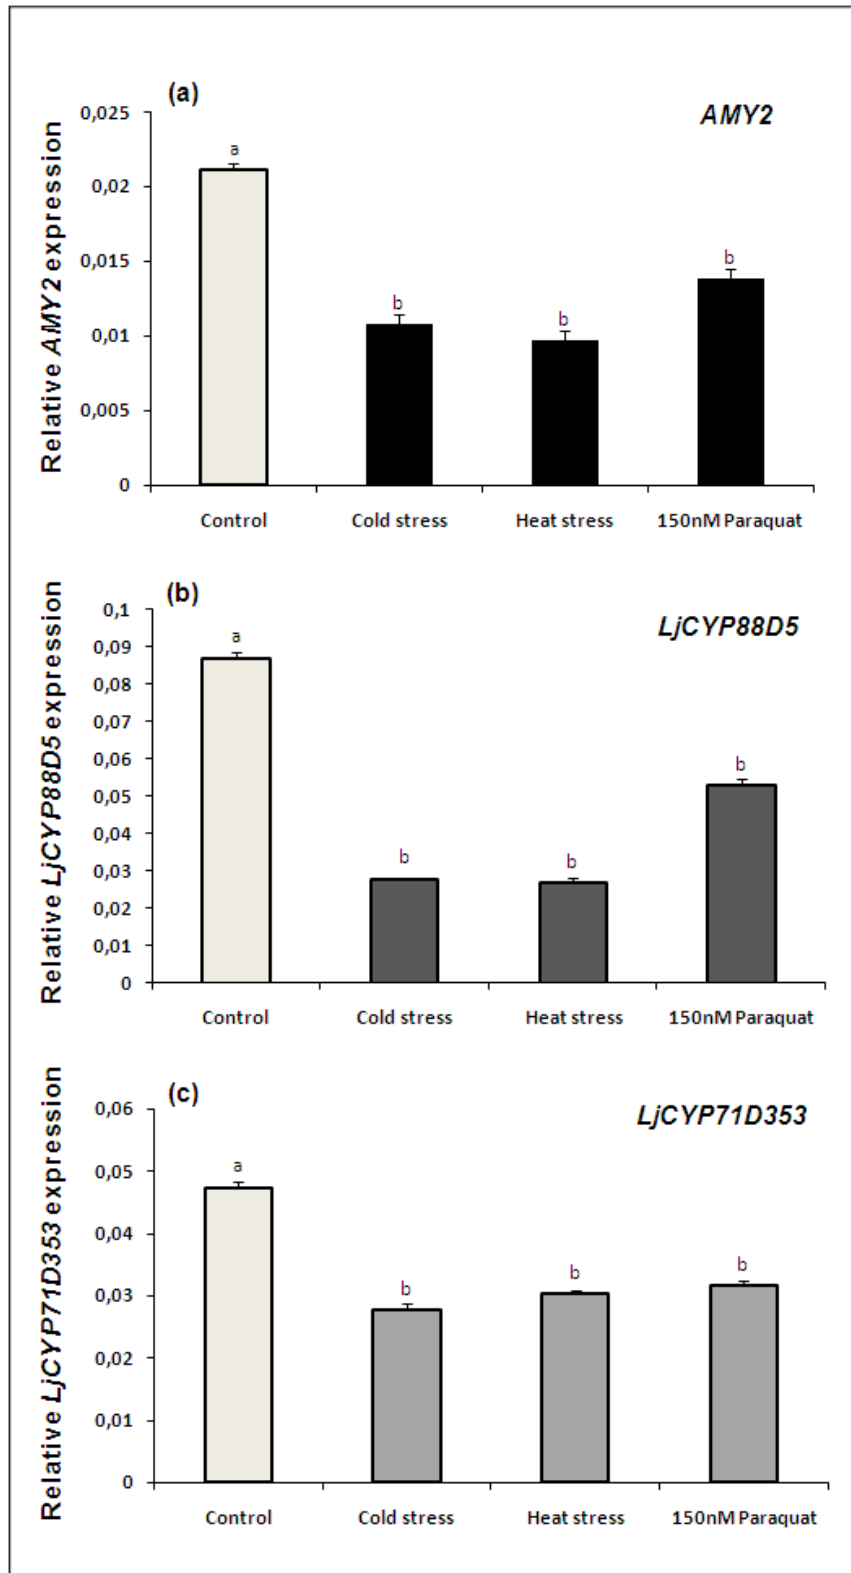 (a)
AMY2
Relative AMY2 expression
0,025
0,02
0,015
0,01
0,005
0
a
b
b
b
Control
Cold stress
Heat stress
150nM Paraquat
(b)
LjCYP88D5
Relative LjCYP88D5 expression
0,1
0,09
0,08
0,07
0,06
0,05
0,04
0,03
0,02
0,01
0
a
b
b
b
Control
Cold stress
Heat stress
150nM Paraquat
(c)
LjCYP71D353
Relative LjCYP71D353 expression
0,06
0,05
0,04
0,03
0,02
0,01
0
a
b
b
b
Control
Cold stress
Heat stress
150nM Paraquat